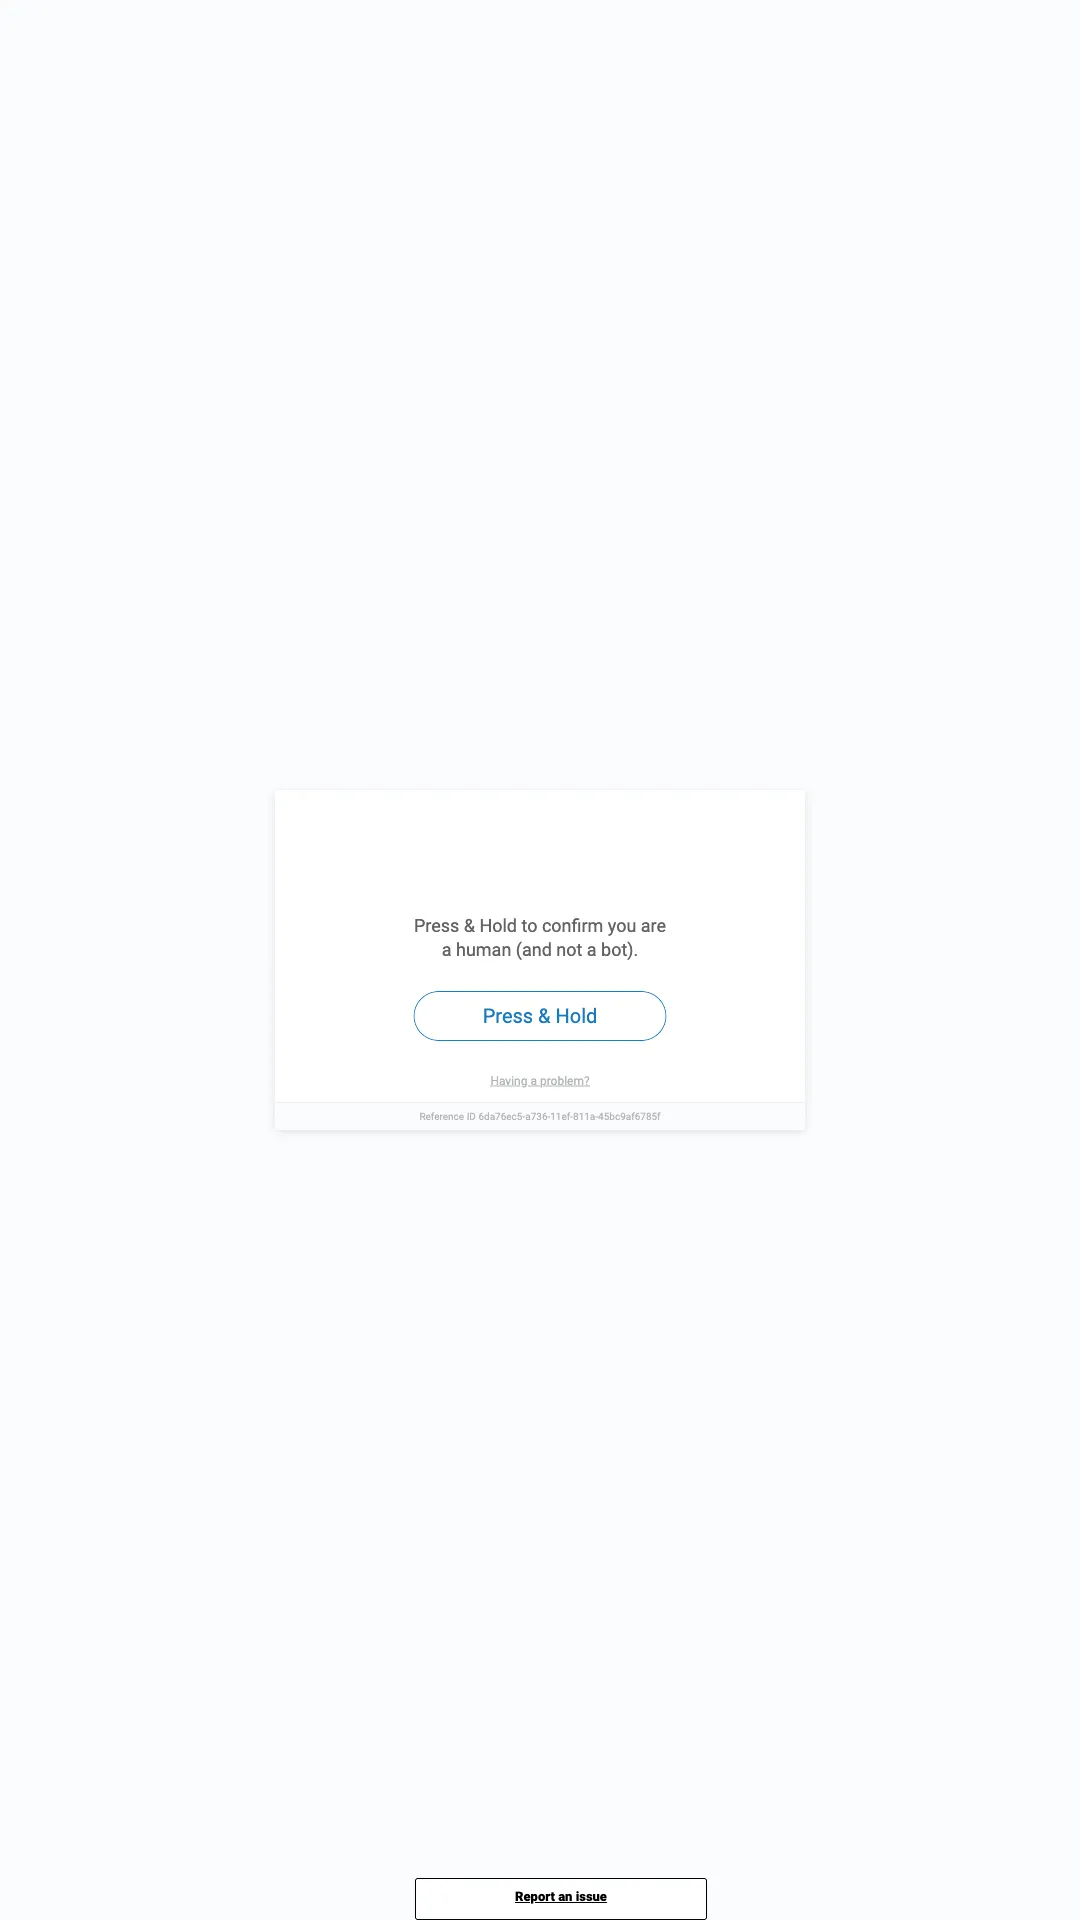 Press & Hold to confirm you are
a human (and not a bot).
Press & Hold
Having a problem?
Reference ID 6da76ec5-a736-11ef-811a-45bc9af6785f
Report an issue